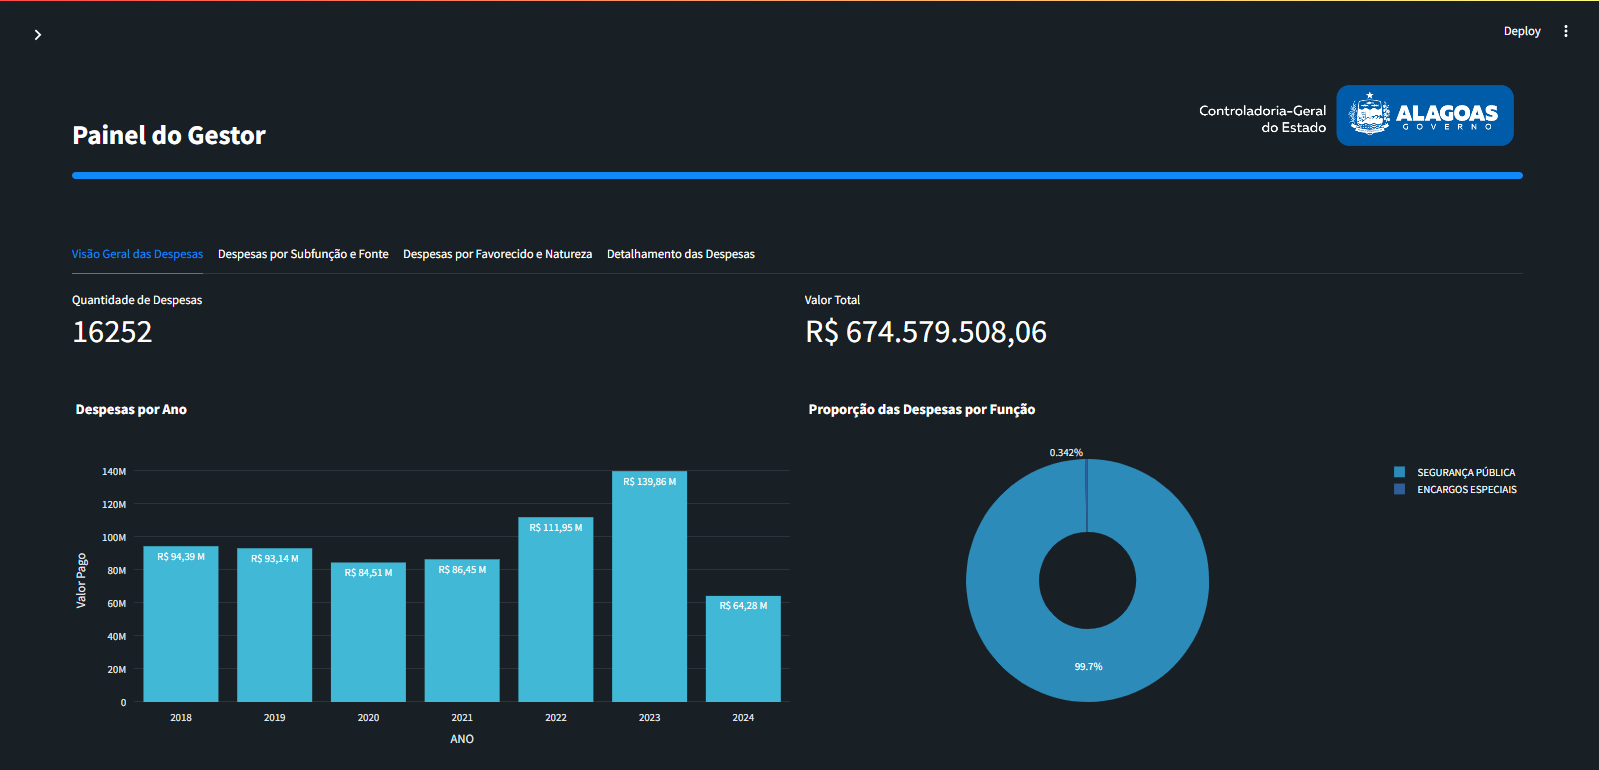 Deploy
Controladoria-Geral
do Estado
ALAGOAS
GOVERNO
Painel do Gestor
Visão Geral das Despesas
Despesas por Subfunção e Fonte
Despesas por Favorecido e Natureza
Detalhamento das Despesas
Quantidade de Despesas
16252
Valor Total
R$ 674.579.508,06
Despesas por Ano
140M
120M
100M
80M
60M
40M
20M
0
Valor Pago
R$ 94,39 M
R$ 93,14 M
R$ 84,51 M
R$ 86,45 M
R$ 111,95 M
R$ 139,86 M
R$ 64,28 M
2018
2019
2020
2021
2022
2023
2024
ANO
Proporção das Despesas por Função
0.342%
99.7%
SEGURANÇA PÚBLICA
ENCARGOS ESPECIAIS